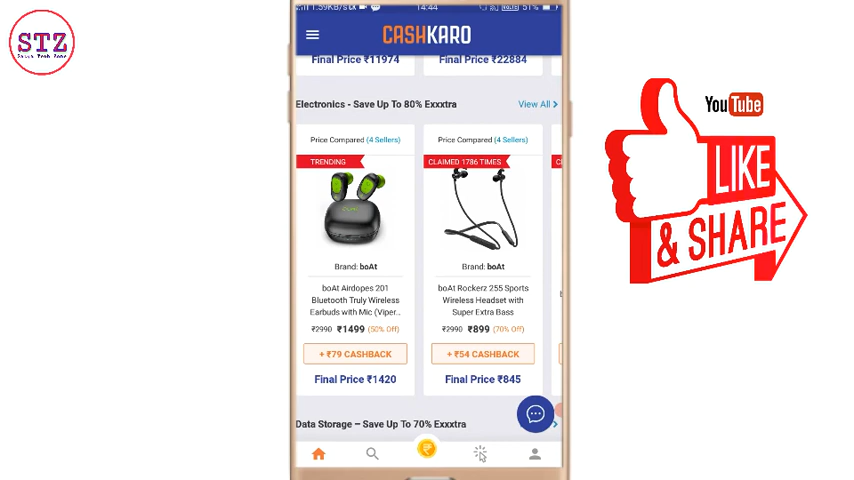 STZ
1.59KB/s 14:44 51%
CASHKARO
Final Price ₹11974
Final Price ₹22884
Electronics - Save Up To 80% Exxxtra
View All >
Price Compared (4 Sellers)
TRENDING
Brand: boAt
boAt Airdopes 201
Bluetooth Truly Wireless
Earbuds with Mic (Viper...
₹2990 ₹1499 (50% Off)
+ ₹79 CASHBACK
Final Price ₹1420
Price Compared (4 Sellers)
CLAIMED 1786 TIMES
Brand: boAt
boAt Rockerz 255 Sports
Wireless Headset with
Super Extra Bass
₹2990 ₹899 (70% Off)
+ ₹54 CASHBACK
Final Price ₹845
Data Storage – Save Up To 70% Exxxtra
YouTube
LIKE
& SHARE